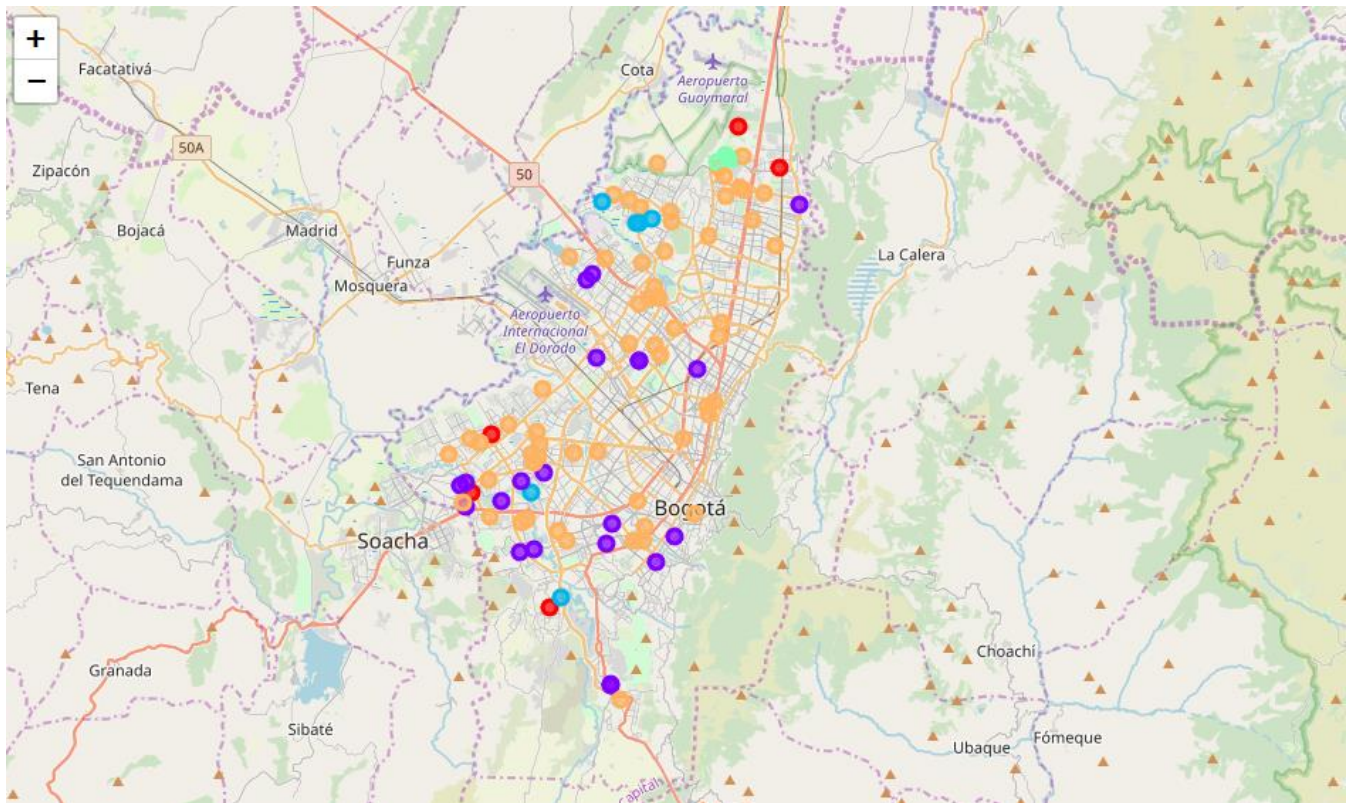 +
−
Facatativá
Cota
Aeropuerto
Guaymaral
50A
Zipacón
50
Bojacá
Madrid
Funza
Mosquera
La Calera
Aeropuerto
Internacional
El Dorado
Tena
San Antonio
del Tequendama
Bogotá
Soacha
Granada
Choachí
Sibaté
Ubaque
Fómeque
Capital